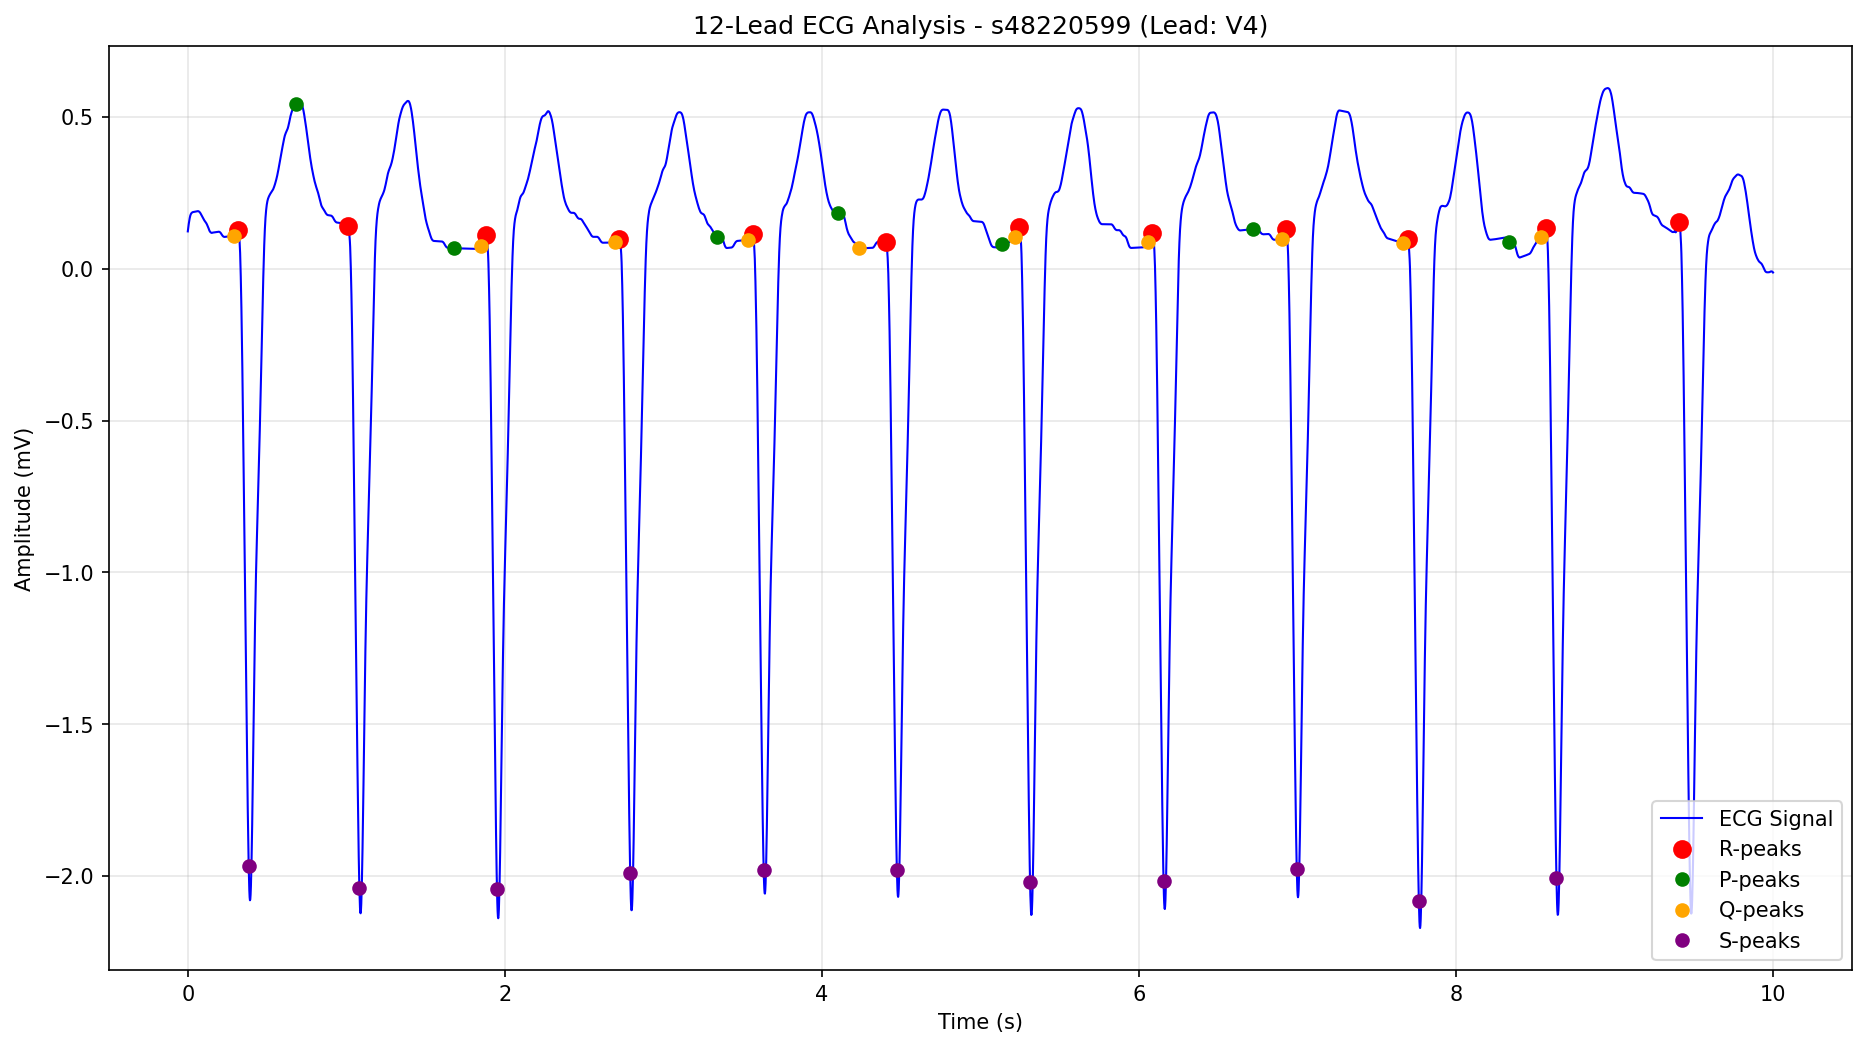 12-Lead ECG Analysis - s48220599 (Lead: V4)
Amplitude (mV)
0.5
0.0
−0.5
−1.0
−1.5
−2.0
0 2 4 6 8 10
Time (s)
ECG Signal
R-peaks
P-peaks
Q-peaks
S-peaks